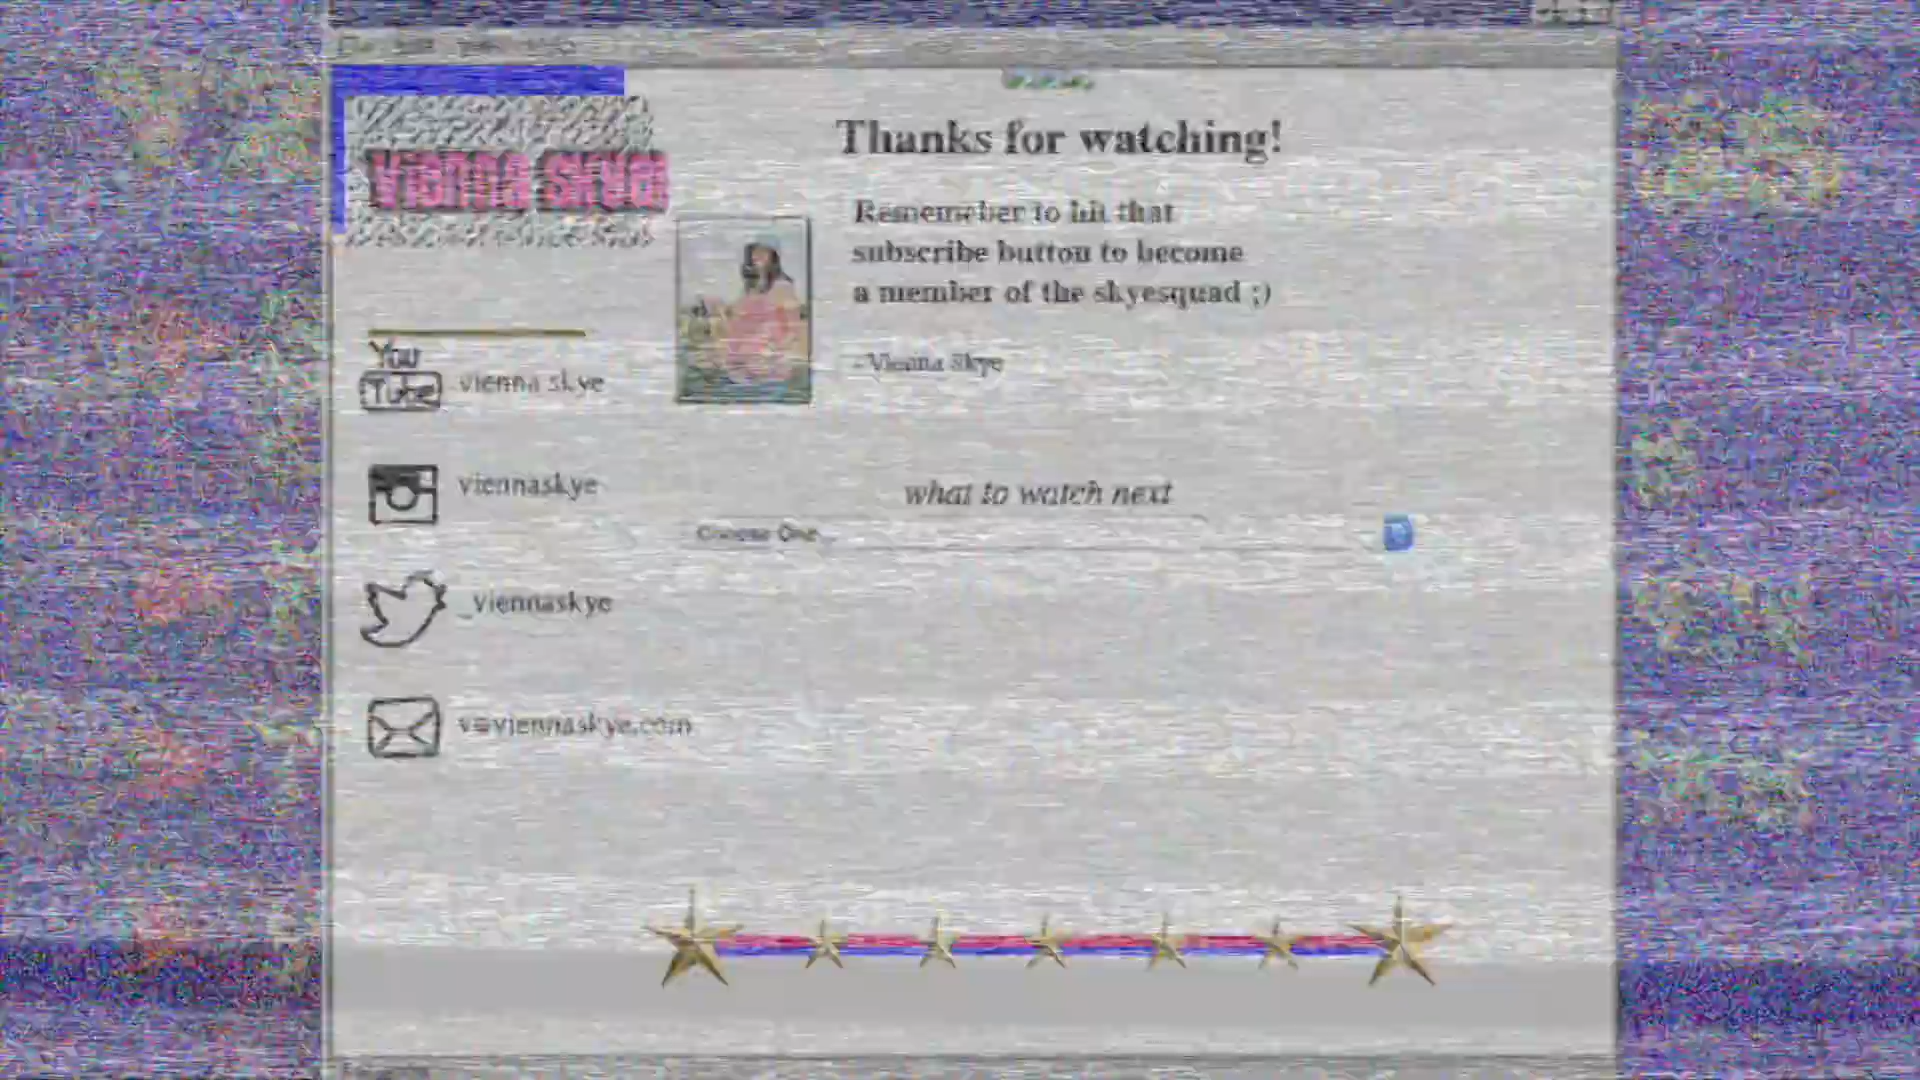 Vienna Skye
Thanks for watching!
Rememeber to hit that
subscribe button to become
a member of the skyesquad ;)
- Vienna Skye
You
Tube
vienna skye
viennaskye
what to watch next
Choose One...
_viennaskye
v@viennaskye.com